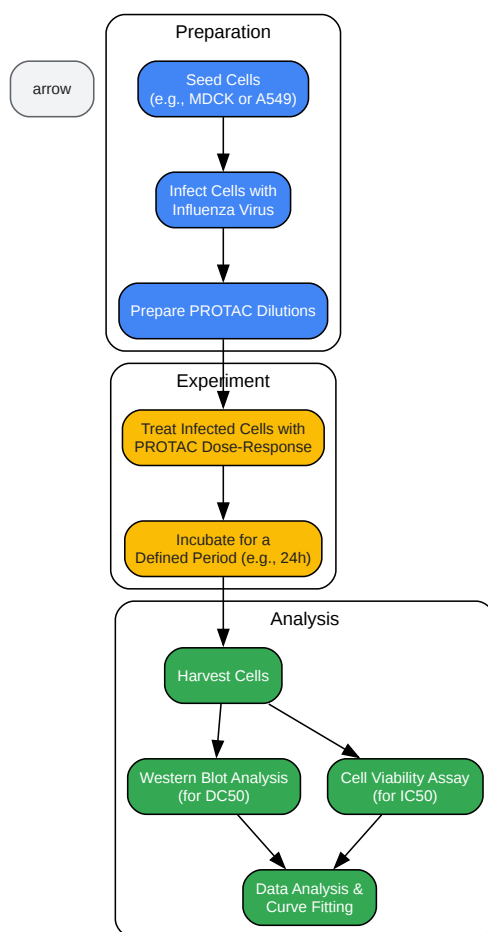 Preparation
arrow
Seed Cells
(e.g., MDCK or A549)
Infect Cells with
Influenza Virus
Prepare PROTAC Dilutions
Experiment
Treat Infected Cells with
PROTAC Dose-Response
Incubate for a
Defined Period (e.g., 24h)
Analysis
Harvest Cells
Western Blot Analysis
(for DC50)
Cell Viability Assay
(for IC50)
Data Analysis &
Curve Fitting